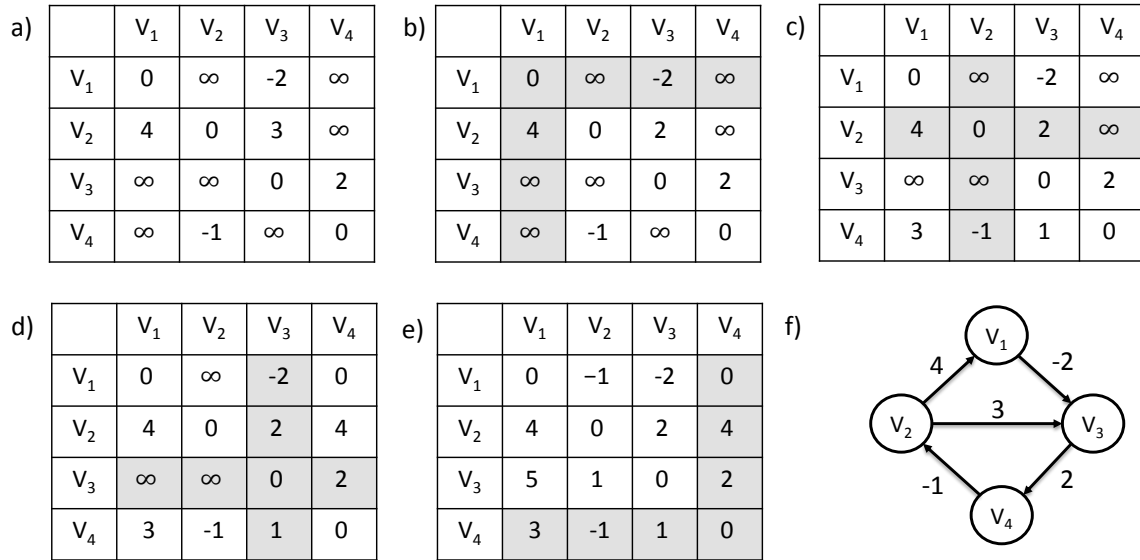 a)
V1 V2 V3 V4
V1 0 ∞ -2 ∞
V2 4 0 3 ∞
V3 ∞ ∞ 0 2
V4 ∞ -1 ∞ 0
b)
V1 V2 V3 V4
V1 0 ∞ -2 ∞
V2 4 0 2 ∞
V3 ∞ ∞ 0 2
V4 ∞ -1 ∞ 0
c)
V1 V2 V3 V4
V1 0 ∞ -2 ∞
V2 4 0 2 ∞
V3 ∞ ∞ 0 2
V4 3 -1 1 0
d)
V1 V2 V3 V4
V1 0 ∞ -2 0
V2 4 0 2 4
V3 ∞ ∞ 0 2
V4 3 -1 1 0
e)
V1 V2 V3 V4
V1 0 −1 -2 0
V2 4 0 2 4
V3 5 1 0 2
V4 3 -1 1 0
f)
V1
4 -2
V2 3 V3
-1 2
V4